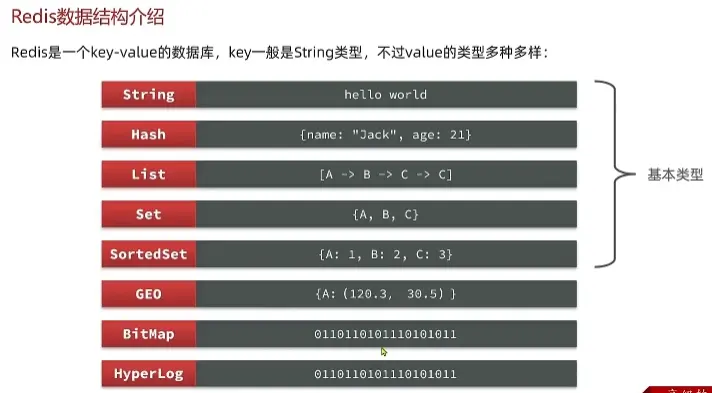 Redis数据结构介绍
Redis是一个key-value的数据库，key一般是String类型，不过value的类型多种多样：
String hello world
Hash {name: "Jack", age: 21}
List [A -> B -> C -> C]
Set {A, B, C}
SortedSet {A: 1, B: 2, C: 3}
基本类型
GEO {A:（120.3, 30.5）}
BitMap 0110110101110101011
HyperLog 0110110101110101011